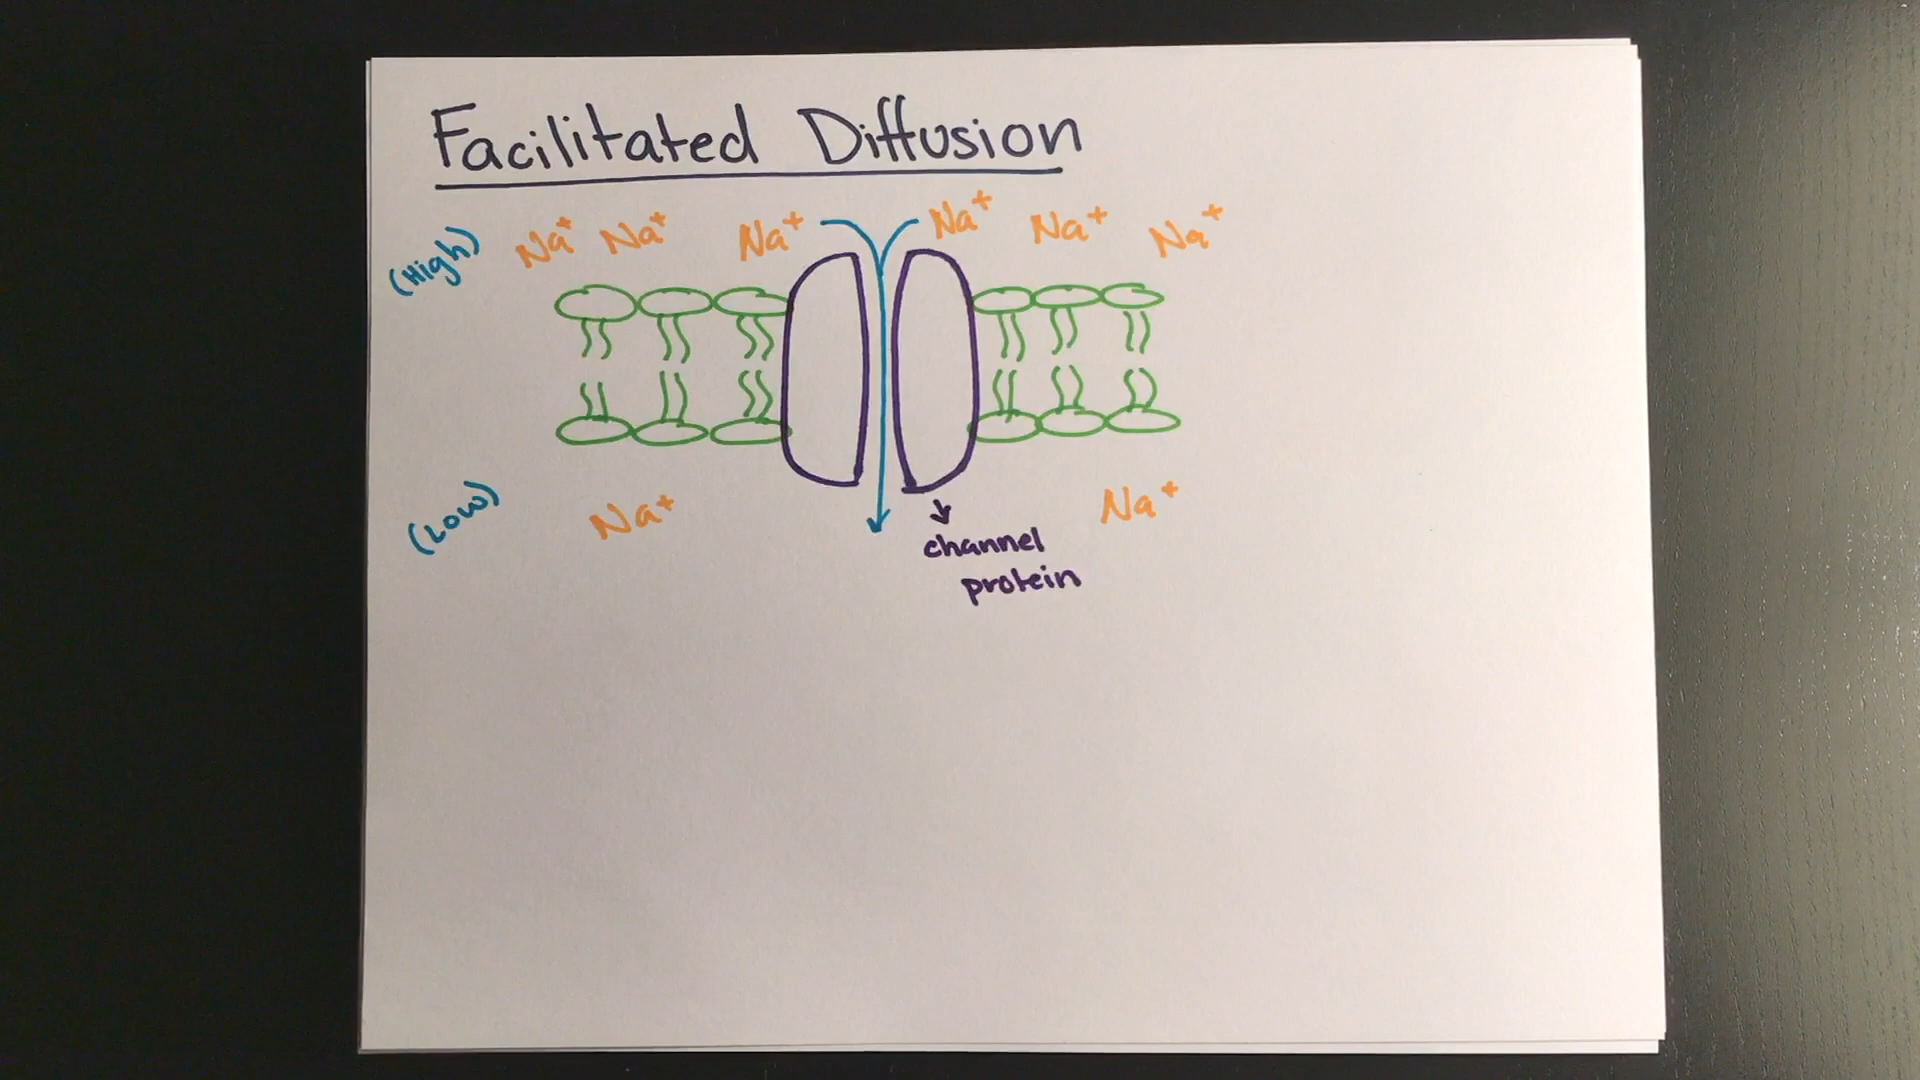 Facilitated Diffusion
(High) Na+ Na+ Na+ Na+ Na+ Na+
(Low) Na+ Na+
channel
protein